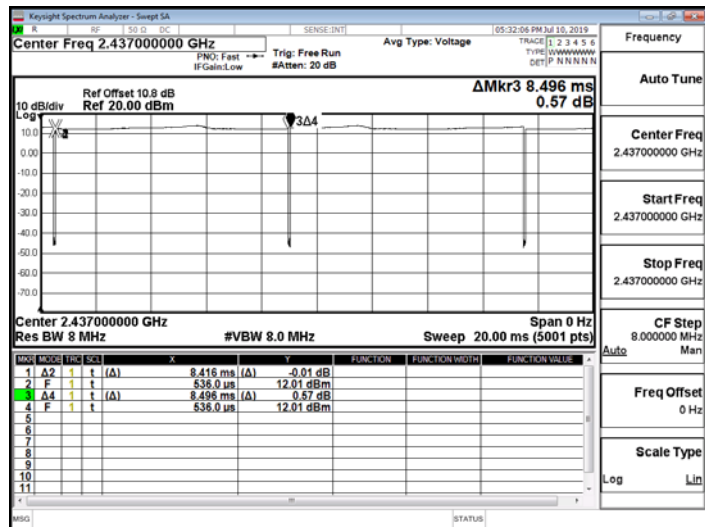 Keysight Spectrum Analyzer - Swept SA
R RF 50 Ω DC SENSE:INT 05:32:06 PM Jul 10, 2019
Center Freq 2.437000000 GHz
PNO: Fast
IFGain:Low
Trig: Free Run
#Atten: 20 dB
Avg Type: Voltage
TRACE 1 2 3 4 5 6
TYPE WWWWWW
DET P N N N N N
Ref Offset 10.8 dB
10 dB/div Ref 20.00 dBm
ΔMkr3 8.496 ms
0.57 dB
Log
10.0
0.00
-10.0
-20.0
-30.0
-40.0
-50.0
-60.0
-70.0
3Δ4
Center 2.437000000 GHz Span 0 Hz
Res BW 8 MHz #VBW 8.0 MHz Sweep 20.00 ms (5001 pts)
MKR MODE TRC SCL X Y FUNCTION FUNCTION WIDTH FUNCTION VALUE
1 Δ2 1 t (Δ) 8.416 ms (Δ) -0.01 dB
2 F 1 t 536.0 µs 12.01 dBm
3 Δ4 1 t (Δ) 8.496 ms (Δ) 0.57 dB
4 F 1 t 536.0 µs 12.01 dBm
5
6
7
8
9
10
11
MSG STATUS
Frequency
Auto Tune
Center Freq
2.437000000 GHz
Start Freq
2.437000000 GHz
Stop Freq
2.437000000 GHz
CF Step
8.000000 MHz
Auto Man
Freq Offset
0 Hz
Scale Type
Log Lin